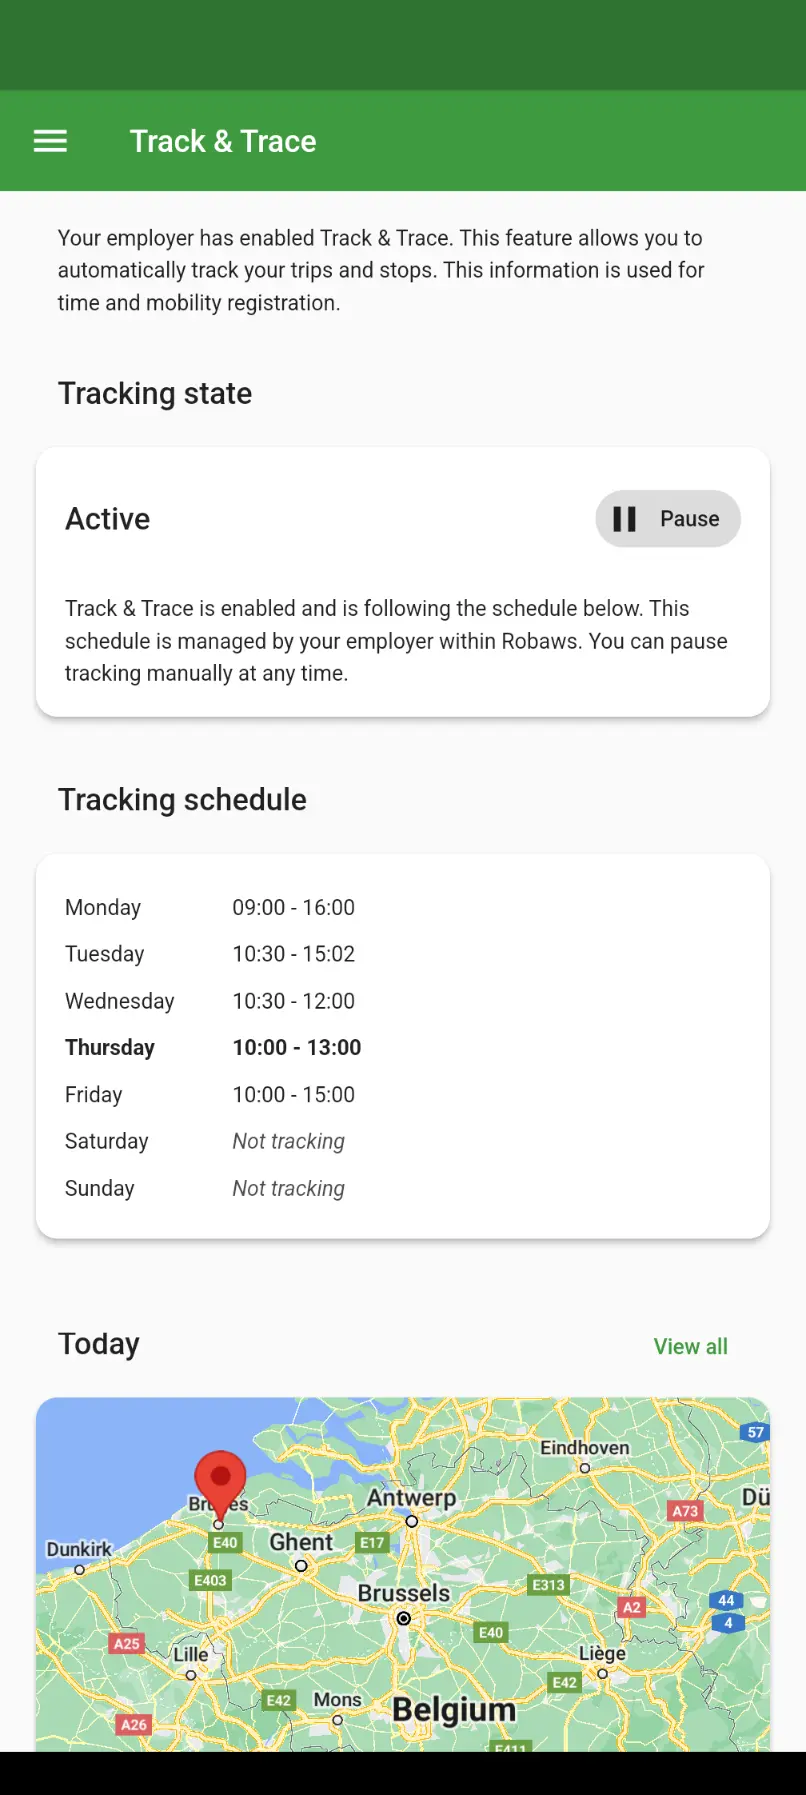 Track & Trace
Your employer has enabled Track & Trace. This feature allows you to
automatically track your trips and stops. This information is used for
time and mobility registration.
Tracking state
Active
Pause
Track & Trace is enabled and is following the schedule below. This
schedule is managed by your employer within Robaws. You can pause
tracking manually at any time.
Tracking schedule
Monday 09:00 - 16:00
Tuesday 10:30 - 15:02
Wednesday 10:30 - 12:00
Thursday 10:00 - 13:00
Friday 10:00 - 15:00
Saturday Not tracking
Sunday Not tracking
Today
View all
57
Eindhoven
Antwerp
Dü
A73
Ghent
E40
E17
Dunkirk
E403
E313
Brussels
44
A2
4
E40
A25
Lille
Liège
E42
E42
Mons
Belgium
A26
E411